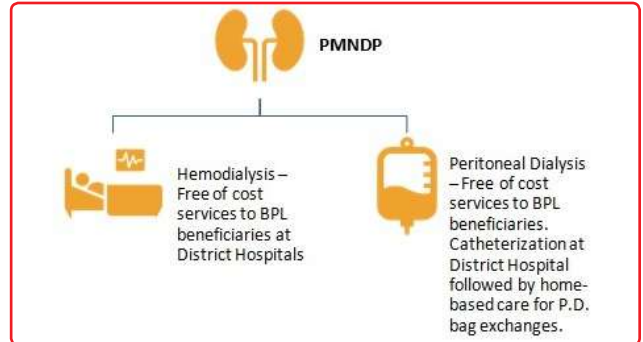 PMNDP
Hemodialysis –
Free of cost
services to BPL
beneficiaries at
District Hospitals
Peritoneal Dialysis
– Free of cost
services to BPL
beneficiaries.
Catheterization at
District Hospital
followed by home-
based care for P.D.
bag exchanges.